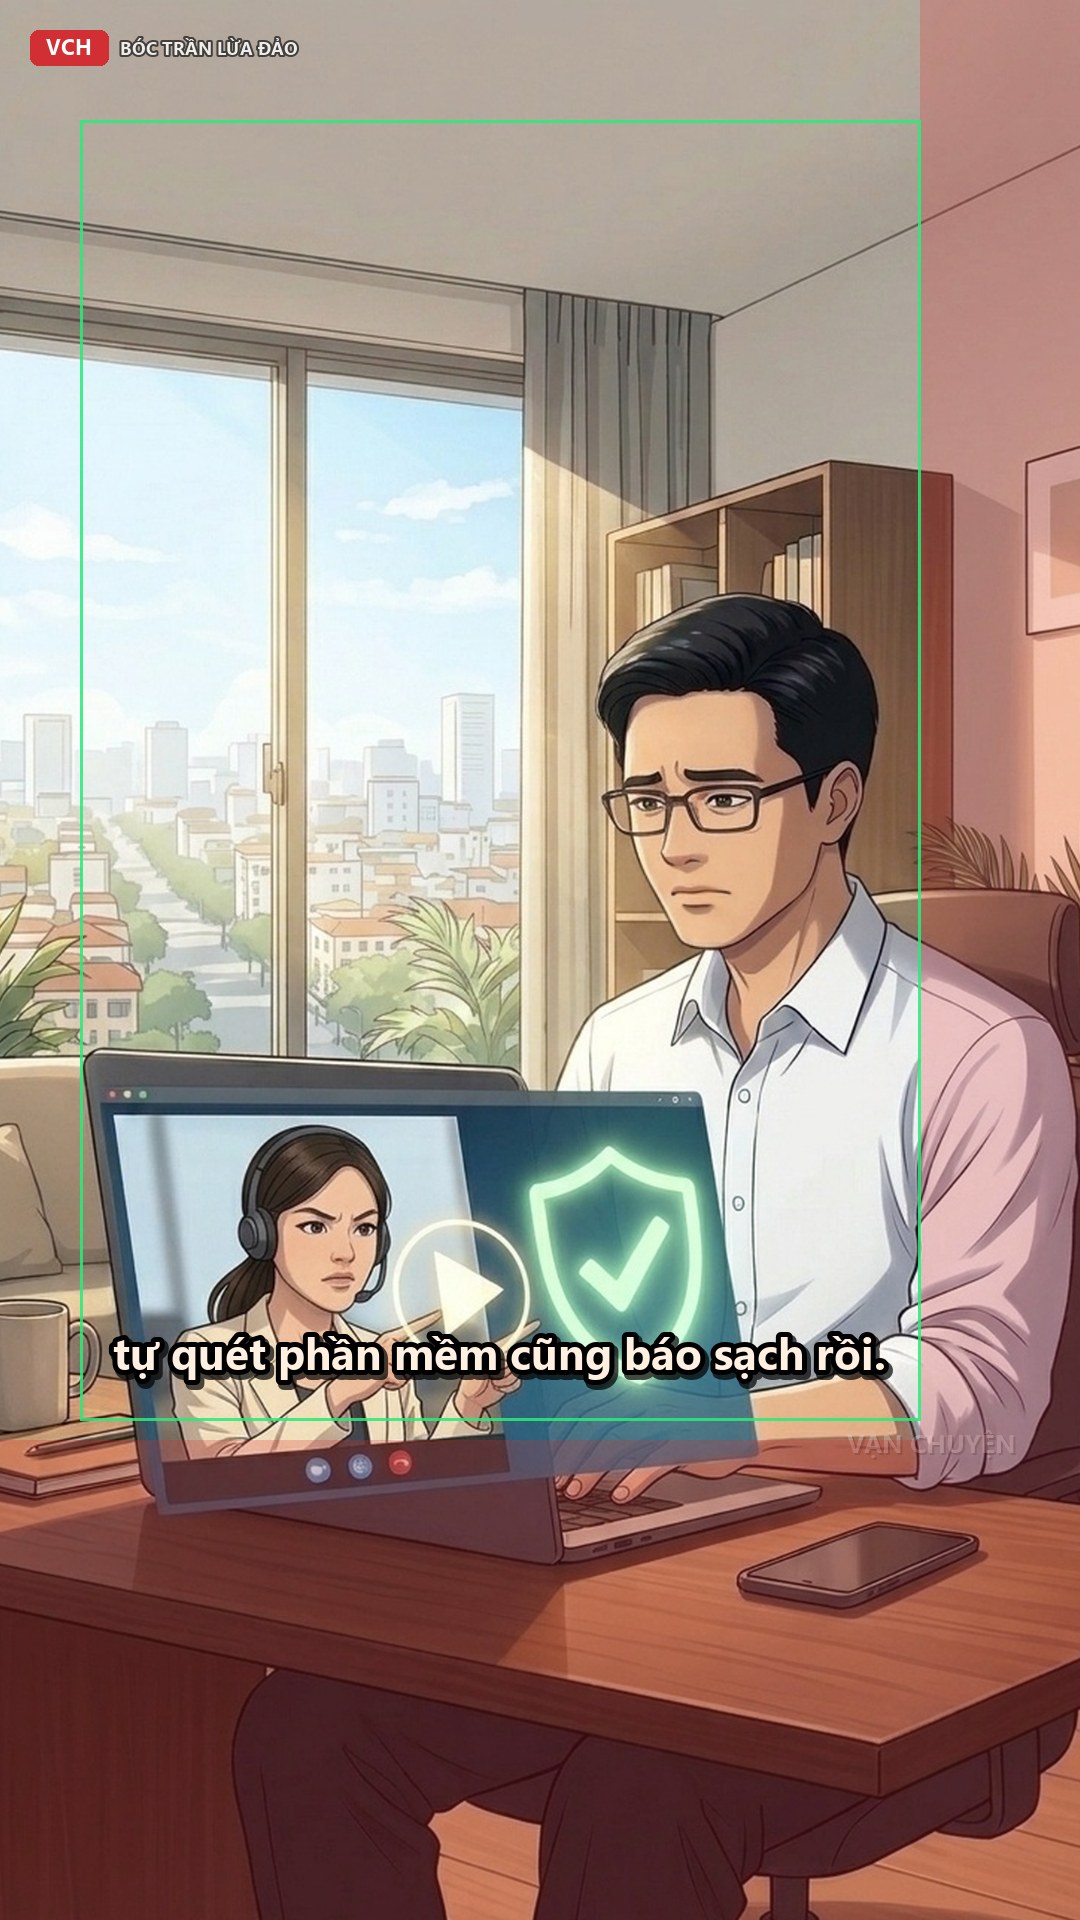 VCH BÓC TRẦN LỪA ĐẢO
tự quét phần mềm cũng báo sạch rồi.
VẠN CHUYỆN